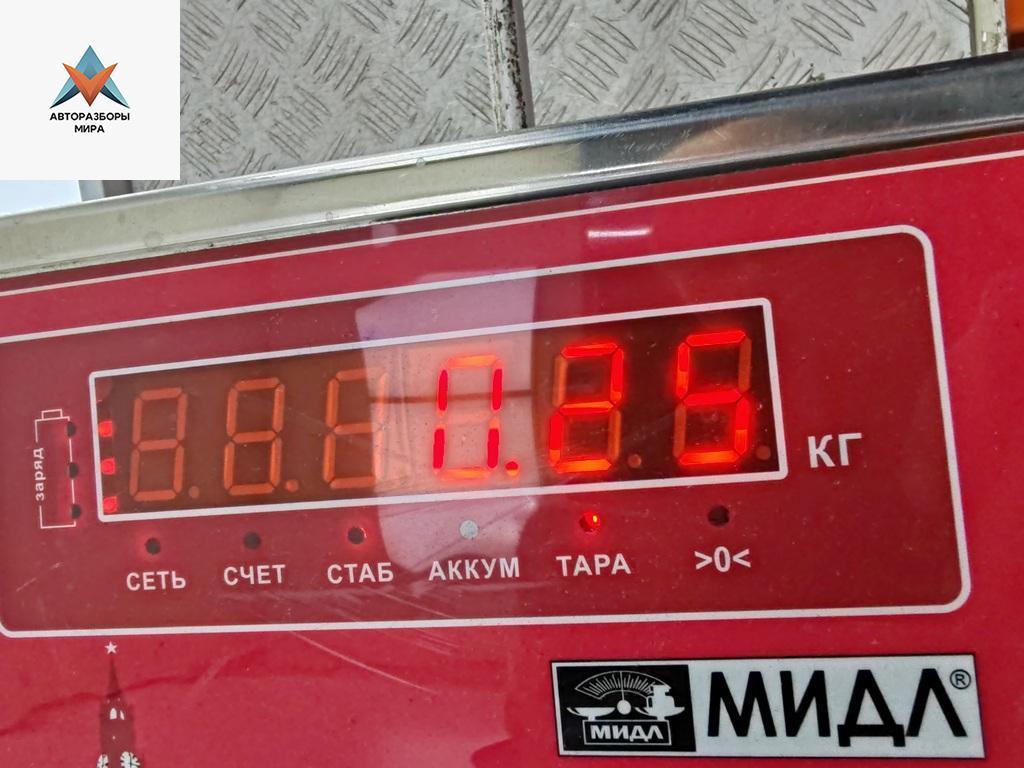 АВТОРАЗБОРЫ
МИРА
заряд
0.25
КГ
СЕТЬ СЧЕТ СТАБ АККУМ ТАРА >0<
МИДЛ
МИДЛ®